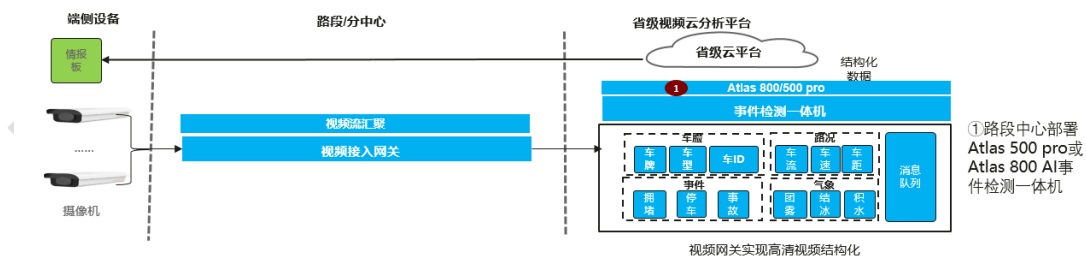 端侧设备
路段/分中心
省级视频云分析平台
情报
板
省级云平台
结构化
数据
1
Atlas 800/500 pro
事件检测一体机
视频流汇聚
视频接入网关
......
摄像机
车脸
车
牌
车
型
车ID
路况
车
流
车
速
车
距
事件
拥
堵
停
车
事
故
气象
团
雾
结
冰
积
水
消息
队列
视频网关实现高清视频结构化
①路段中心部署
Atlas 500 pro或
Atlas 800 AI事
件检测一体机